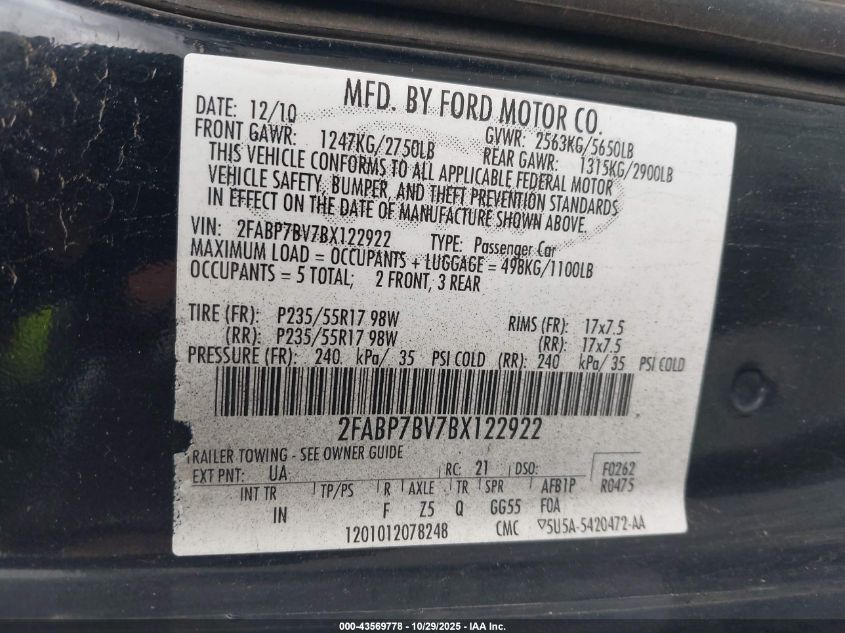 MFD. BY FORD MOTOR CO.
DATE: 12/10 GVWR: 2563KG/5650LB
FRONT GAWR: 1247KG/2750LB REAR GAWR: 1315KG/2900LB
THIS VEHICLE CONFORMS TO ALL APPLICABLE FEDERAL MOTOR
VEHICLE SAFETY, BUMPER, AND THEFT PREVENTION STANDARDS
IN EFFECT ON THE DATE OF MANUFACTURE SHOWN ABOVE.
VIN: 2FABP7BV7BX122922 TYPE: Passenger Car
MAXIMUM LOAD = OCCUPANTS + LUGGAGE = 498KG/1100LB
OCCUPANTS = 5 TOTAL; 2 FRONT, 3 REAR
TIRE (FR): P235/55R17 98W RIMS (FR): 17x7.5
(RR): P235/55R17 98W (RR): 17x7.5
PRESSURE (FR): 240 kPa/ 35 PSI COLD (RR): 240 kPa/ 35 PSI COLD
2FABP7BV7BX122922
TRAILER TOWING - SEE OWNER GUIDE
EXT PNT: UA RC: 21 DSO: F0262
INT TR TP/PS R AXLE TR SPR AFB1P R0475
IN F Z5 Q GG55 F0A
1201012078248 CMC 5U5A-5420472-AA
000-43569778 - 10/29/2025 - IAA Inc.